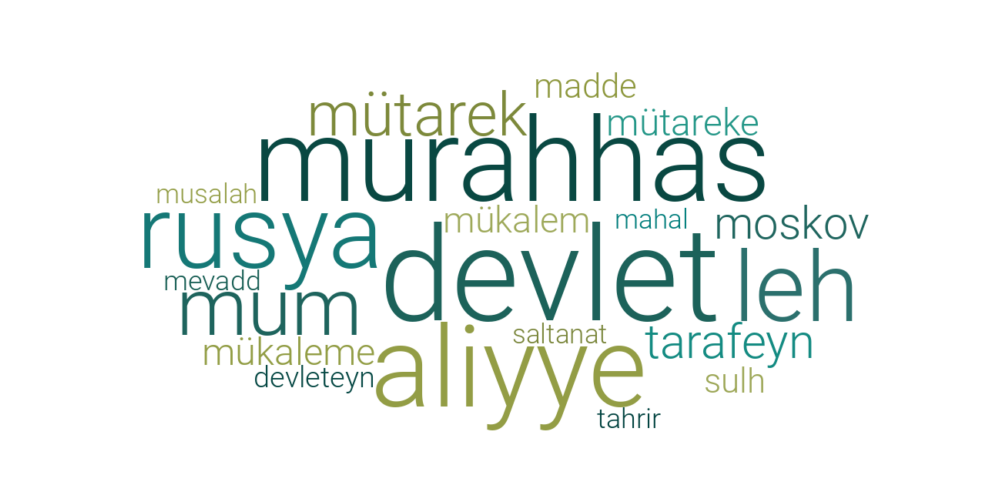 madde
mütarek
mütareke
murahhas
musalah
rusya
mükalem
mahal
moskov
devlet
leh
mevadd
mum
saltanat
tarafeyn
mükaleme
aliyye
devleteyn
sulh
tahrir